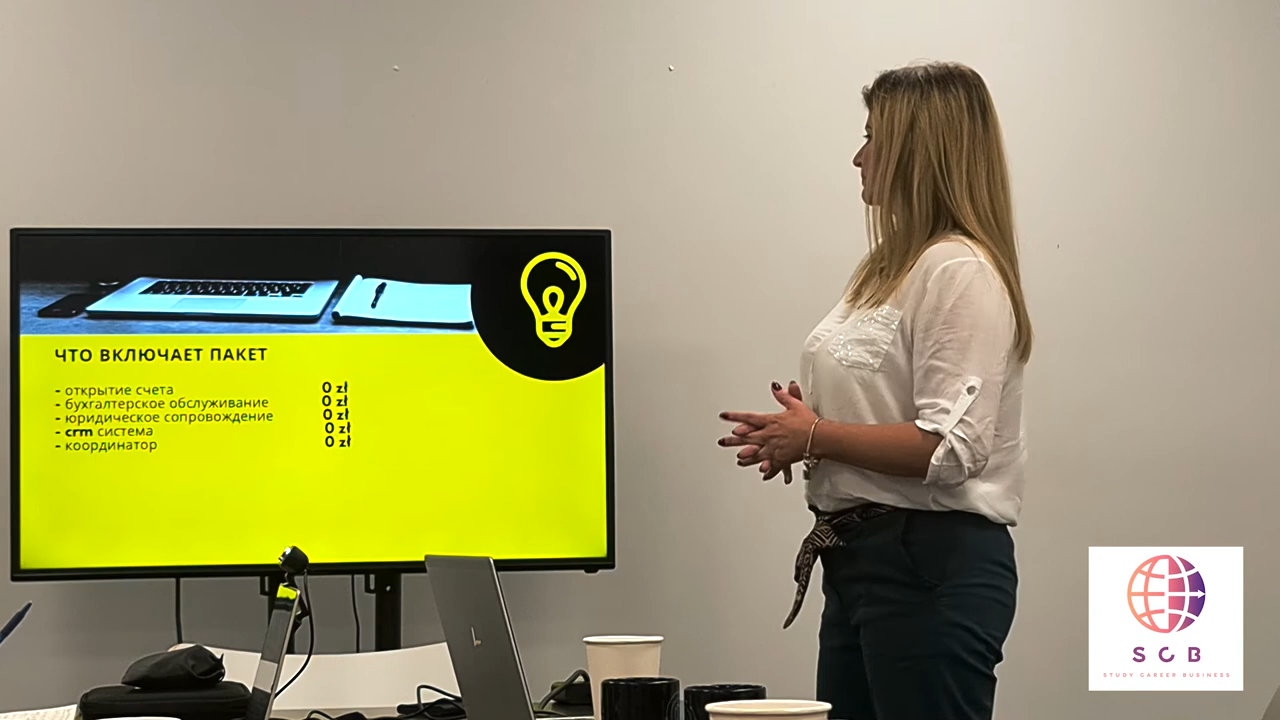 ЧТО ВКЛЮЧАЕТ ПАКЕТ
- открытие счета 0 zł
- бухгалтерское обслуживание 0 zł
- юридическое сопровождение 0 zł
- crm система 0 zł
- координатор 0 zł
S C B
STUDY CAREER BUSINESS